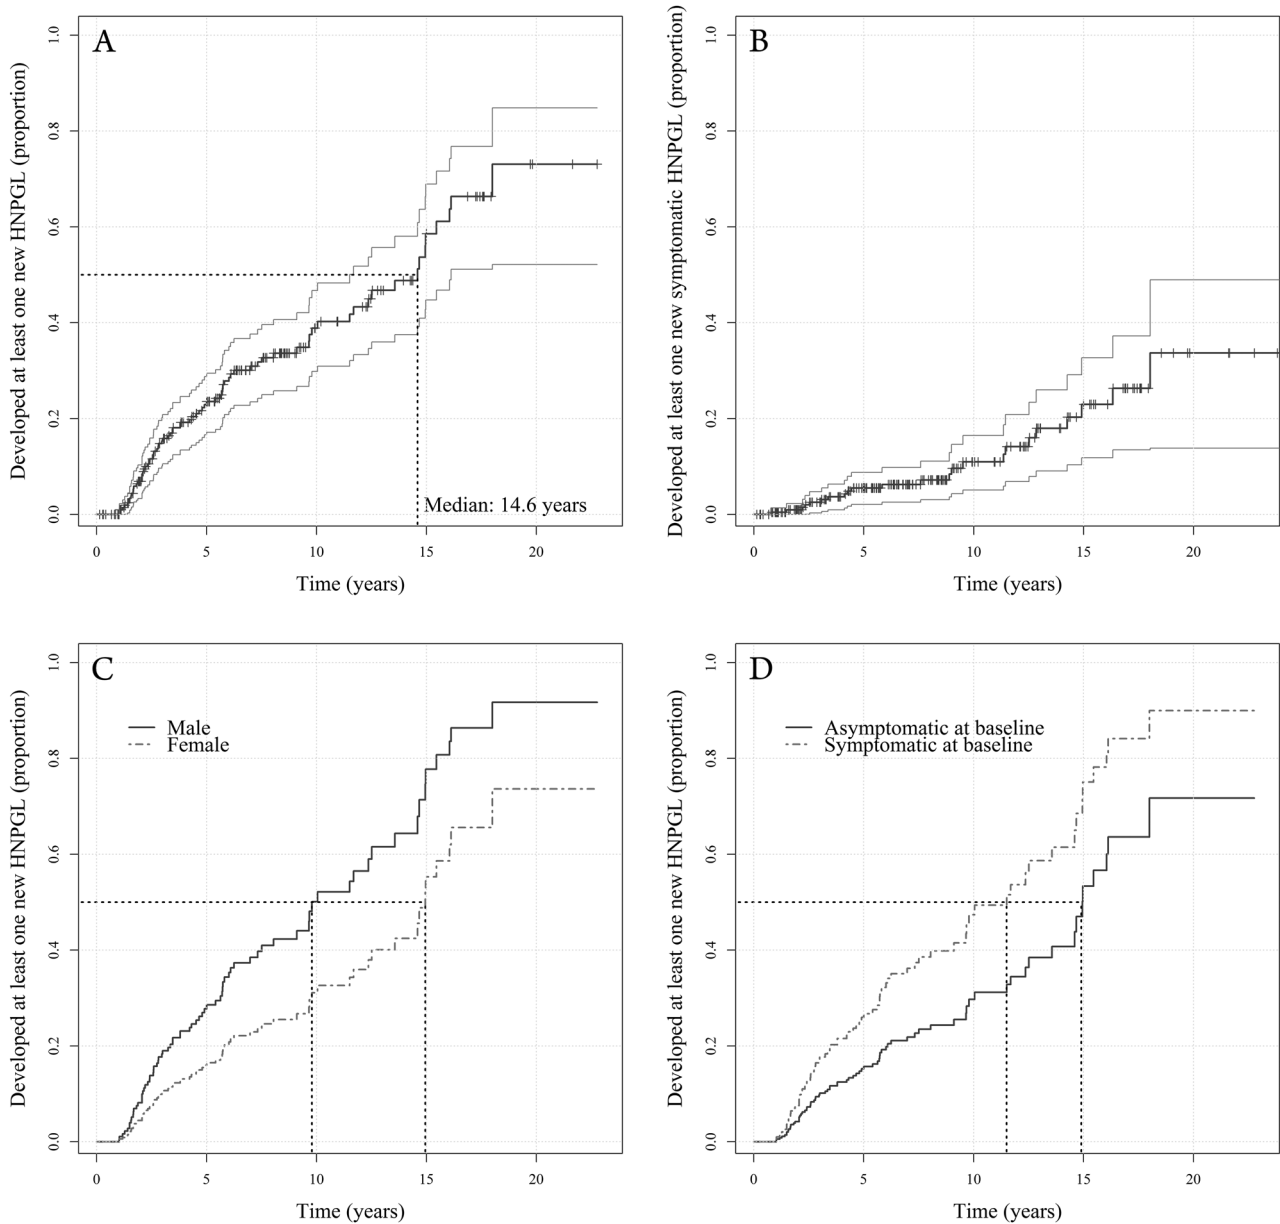 A
Developed at least one new HNPGL (proportion)
1.0
0.8
0.6
0.4
0.2
0.0
Median: 14.6 years
0 5 10 15 20
Time (years)
B
Developed at least one new symptomatic HNPGL (proportion)
1.0
0.8
0.6
0.4
0.2
0.0
0 5 10 15 20
Time (years)
C
Developed at least one new HNPGL (proportion)
1.0
0.8
0.6
0.4
0.2
0.0
Male
Female
0 5 10 15 20
Time (years)
D
Developed at least one new HNPGL (proportion)
1.0
0.8
0.6
0.4
0.2
0.0
Asymptomatic at baseline
Symptomatic at baseline
0 5 10 15 20
Time (years)